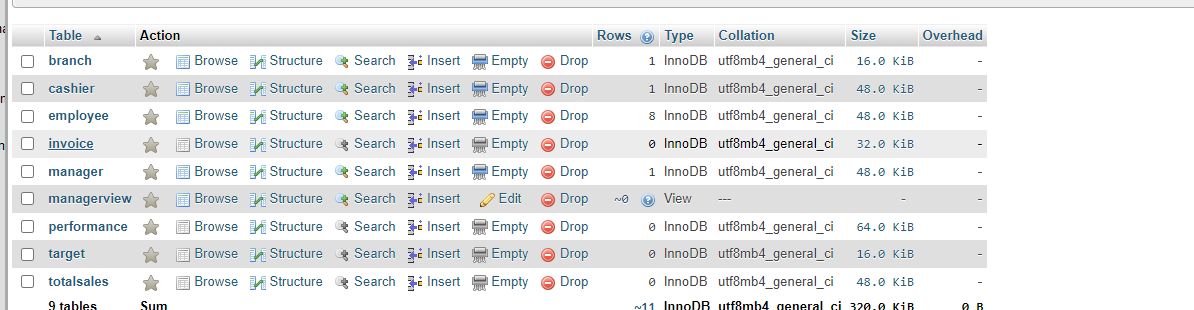 Table Action Rows Type Collation Size Overhead
branch Browse Structure Search Insert Empty Drop 1 InnoDB utf8mb4_general_ci 16.0 KiB -
cashier Browse Structure Search Insert Empty Drop 1 InnoDB utf8mb4_general_ci 48.0 KiB -
employee Browse Structure Search Insert Empty Drop 8 InnoDB utf8mb4_general_ci 48.0 KiB -
invoice Browse Structure Search Insert Empty Drop 0 InnoDB utf8mb4_general_ci 32.0 KiB -
manager Browse Structure Search Insert Empty Drop 1 InnoDB utf8mb4_general_ci 48.0 KiB -
managerview Browse Structure Search Insert Edit Drop ~0 View --- - -
performance Browse Structure Search Insert Empty Drop 0 InnoDB utf8mb4_general_ci 64.0 KiB -
target Browse Structure Search Insert Empty Drop 0 InnoDB utf8mb4_general_ci 16.0 KiB -
totalsales Browse Structure Search Insert Empty Drop 0 InnoDB utf8mb4_general_ci 48.0 KiB -
9 tables Sum ~11 InnoDB utf8mb4_general_ci 320.0 KiB 0 B